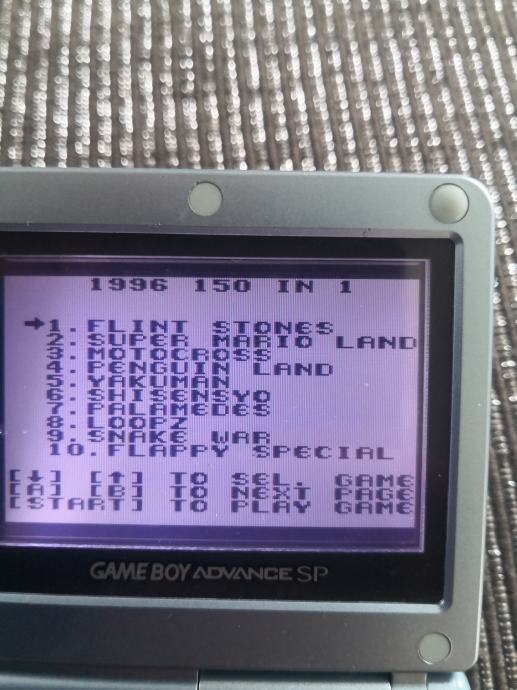 1996 150 IN 1
→1. FLINT STONES
2. SUPER MARIO LAND
3. MOTOCROSS
4. PENGUIN LAND
5. YAKUMAN
6. SHISENSYO
7. PALAMEDES
8. LOOPZ
9. SNAKE WAR
10. FLAPPY SPECIAL
[↓] [↑] TO SEL. GAME
[A] [B] TO NEXT PAGE
[START] TO PLAY GAME
GAME BOY ADVANCE SP